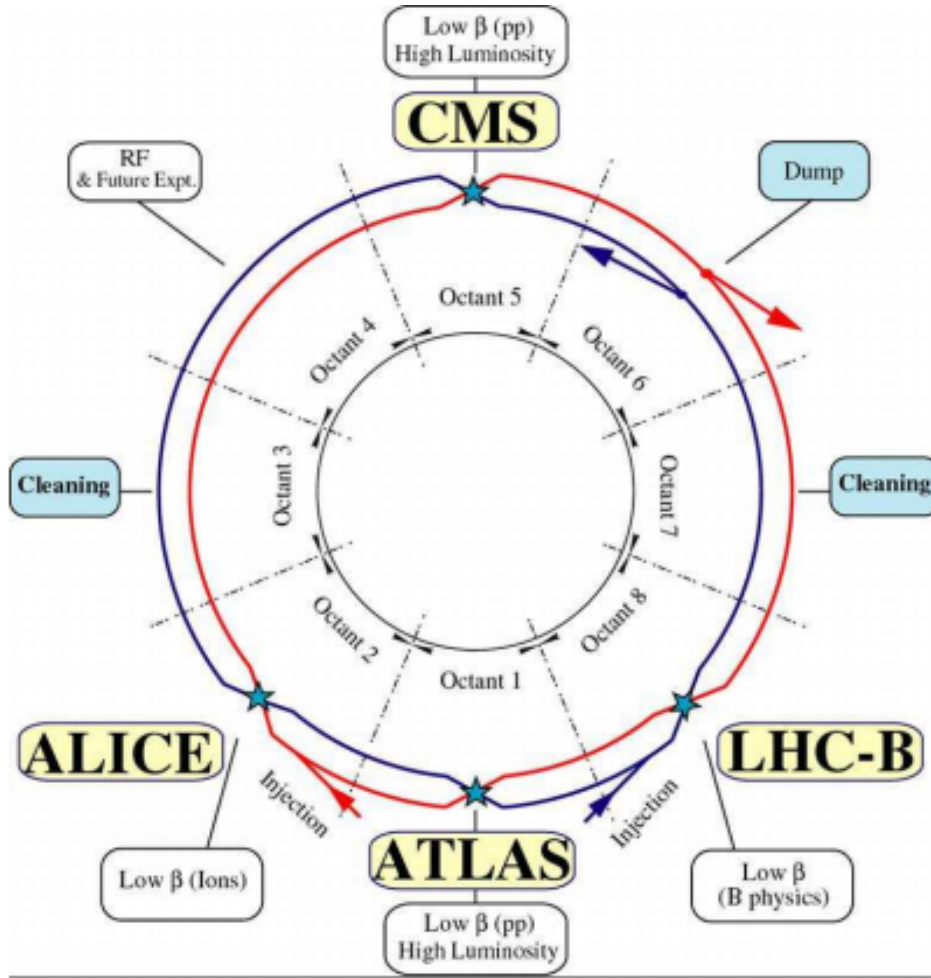 Low β (pp)
High Luminosity
CMS
RF
& Future Expt.
Dump
Octant 5
Octant 4
Octant 6
Cleaning
Octant 3
Octant 7
Cleaning
Octant 2
Octant 8
Octant 1
ALICE
LHC-B
Injection
Injection
ATLAS
Low β (Ions)
Low β
(B physics)
Low β (pp)
High Luminosity